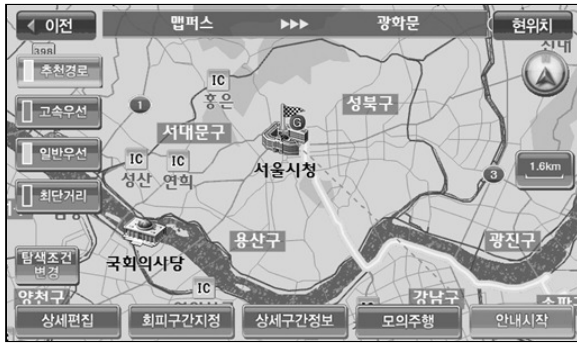 이전
맵퍼스 ▶▶▶ 광화문
현위치
추천경로
고속우선
일반우선
최단거리
탐색조건
변경
IC
홍은
1
성북구
서대문구
G
서울시청
IC
성산
IC
연희
3
1.6km
국회의사당
용산구
광진구
양천구
IC
강남구
상세편집
회피구간지정
상세구간정보
모의주행
안내시작